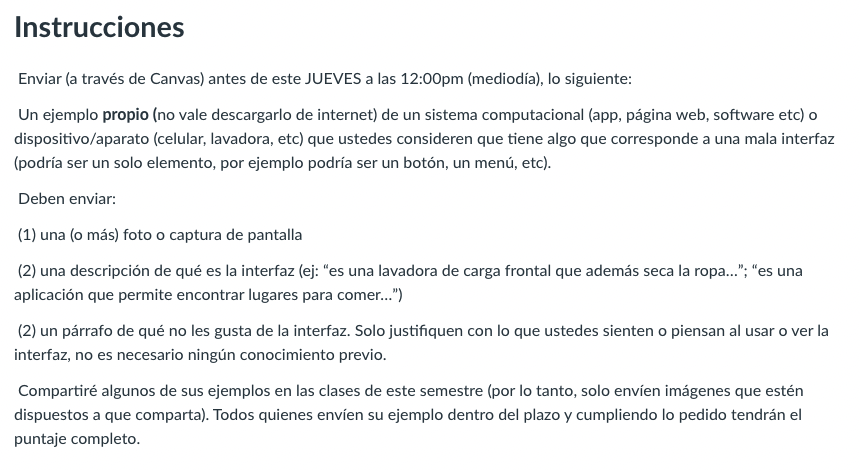 Instrucciones
Enviar (a través de Canvas) antes de este JUEVES a las 12:00pm (mediodía), lo siguiente:
Un ejemplo propio (no vale descargarlo de internet) de un sistema computacional (app, página web, software etc) o
dispositivo/aparato (celular, lavadora, etc) que ustedes consideren que tiene algo que corresponde a una mala interfaz
(podría ser un solo elemento, por ejemplo podría ser un botón, un menú, etc).
Deben enviar:
(1) una (o más) foto o captura de pantalla
(2) una descripción de qué es la interfaz (ej: “es una lavadora de carga frontal que además seca la ropa...”; “es una
aplicación que permite encontrar lugares para comer...”)
(2) un párrafo de qué no les gusta de la interfaz. Solo justifiquen con lo que ustedes sienten o piensan al usar o ver la
interfaz, no es necesario ningún conocimiento previo.
Compartiré algunos de sus ejemplos en las clases de este semestre (por lo tanto, solo envíen imágenes que estén
dispuestos a que comparta). Todos quienes envíen su ejemplo dentro del plazo y cumpliendo lo pedido tendrán el
puntaje completo.